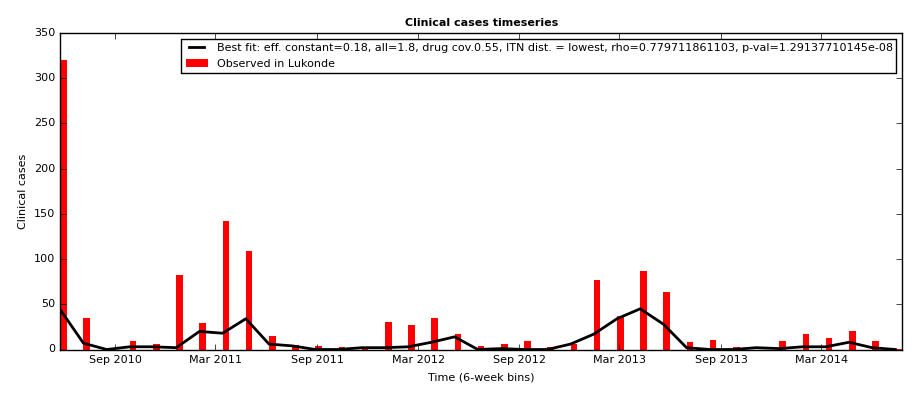 Clinical cases timeseries
Best fit: eff. constant=0.18, all=1.8, drug cov.0.55, ITN dist. = lowest, rho=0.779711861103, p-val=1.29137710145e-08
Observed in Lukonde
350
300
250
200
150
100
50
0
Clinical cases
Sep 2010 Mar 2011 Sep 2011 Mar 2012 Sep 2012 Mar 2013 Sep 2013 Mar 2014
Time (6-week bins)